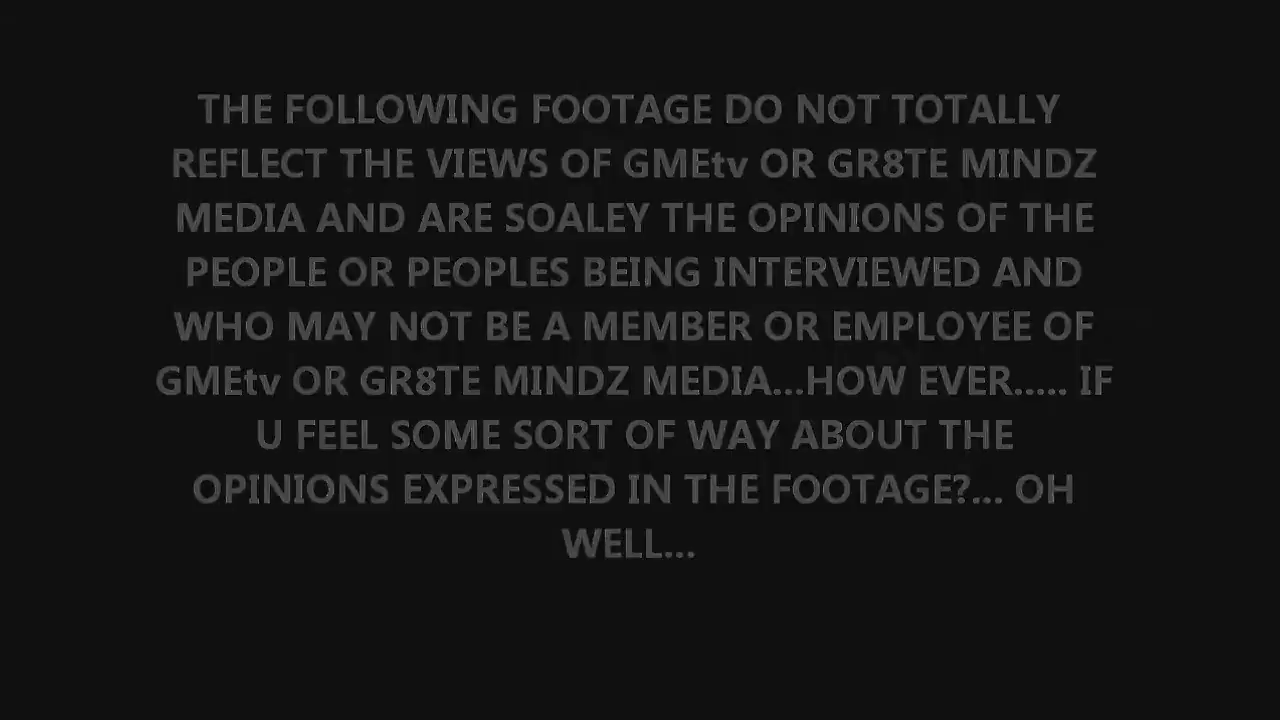 THE FOLLOWING FOOTAGE DO NOT TOTALLY
REFLECT THE VIEWS OF GMEtv OR GR8TE MINDZ
MEDIA AND ARE SOALEY THE OPINIONS OF THE
PEOPLE OR PEOPLES BEING INTERVIEWED AND
WHO MAY NOT BE A MEMBER OR EMPLOYEE OF
GMEtv OR GR8TE MINDZ MEDIA...HOW EVER..... IF
U FEEL SOME SORT OF WAY ABOUT THE
OPINIONS EXPRESSED IN THE FOOTAGE?... OH
WELL...